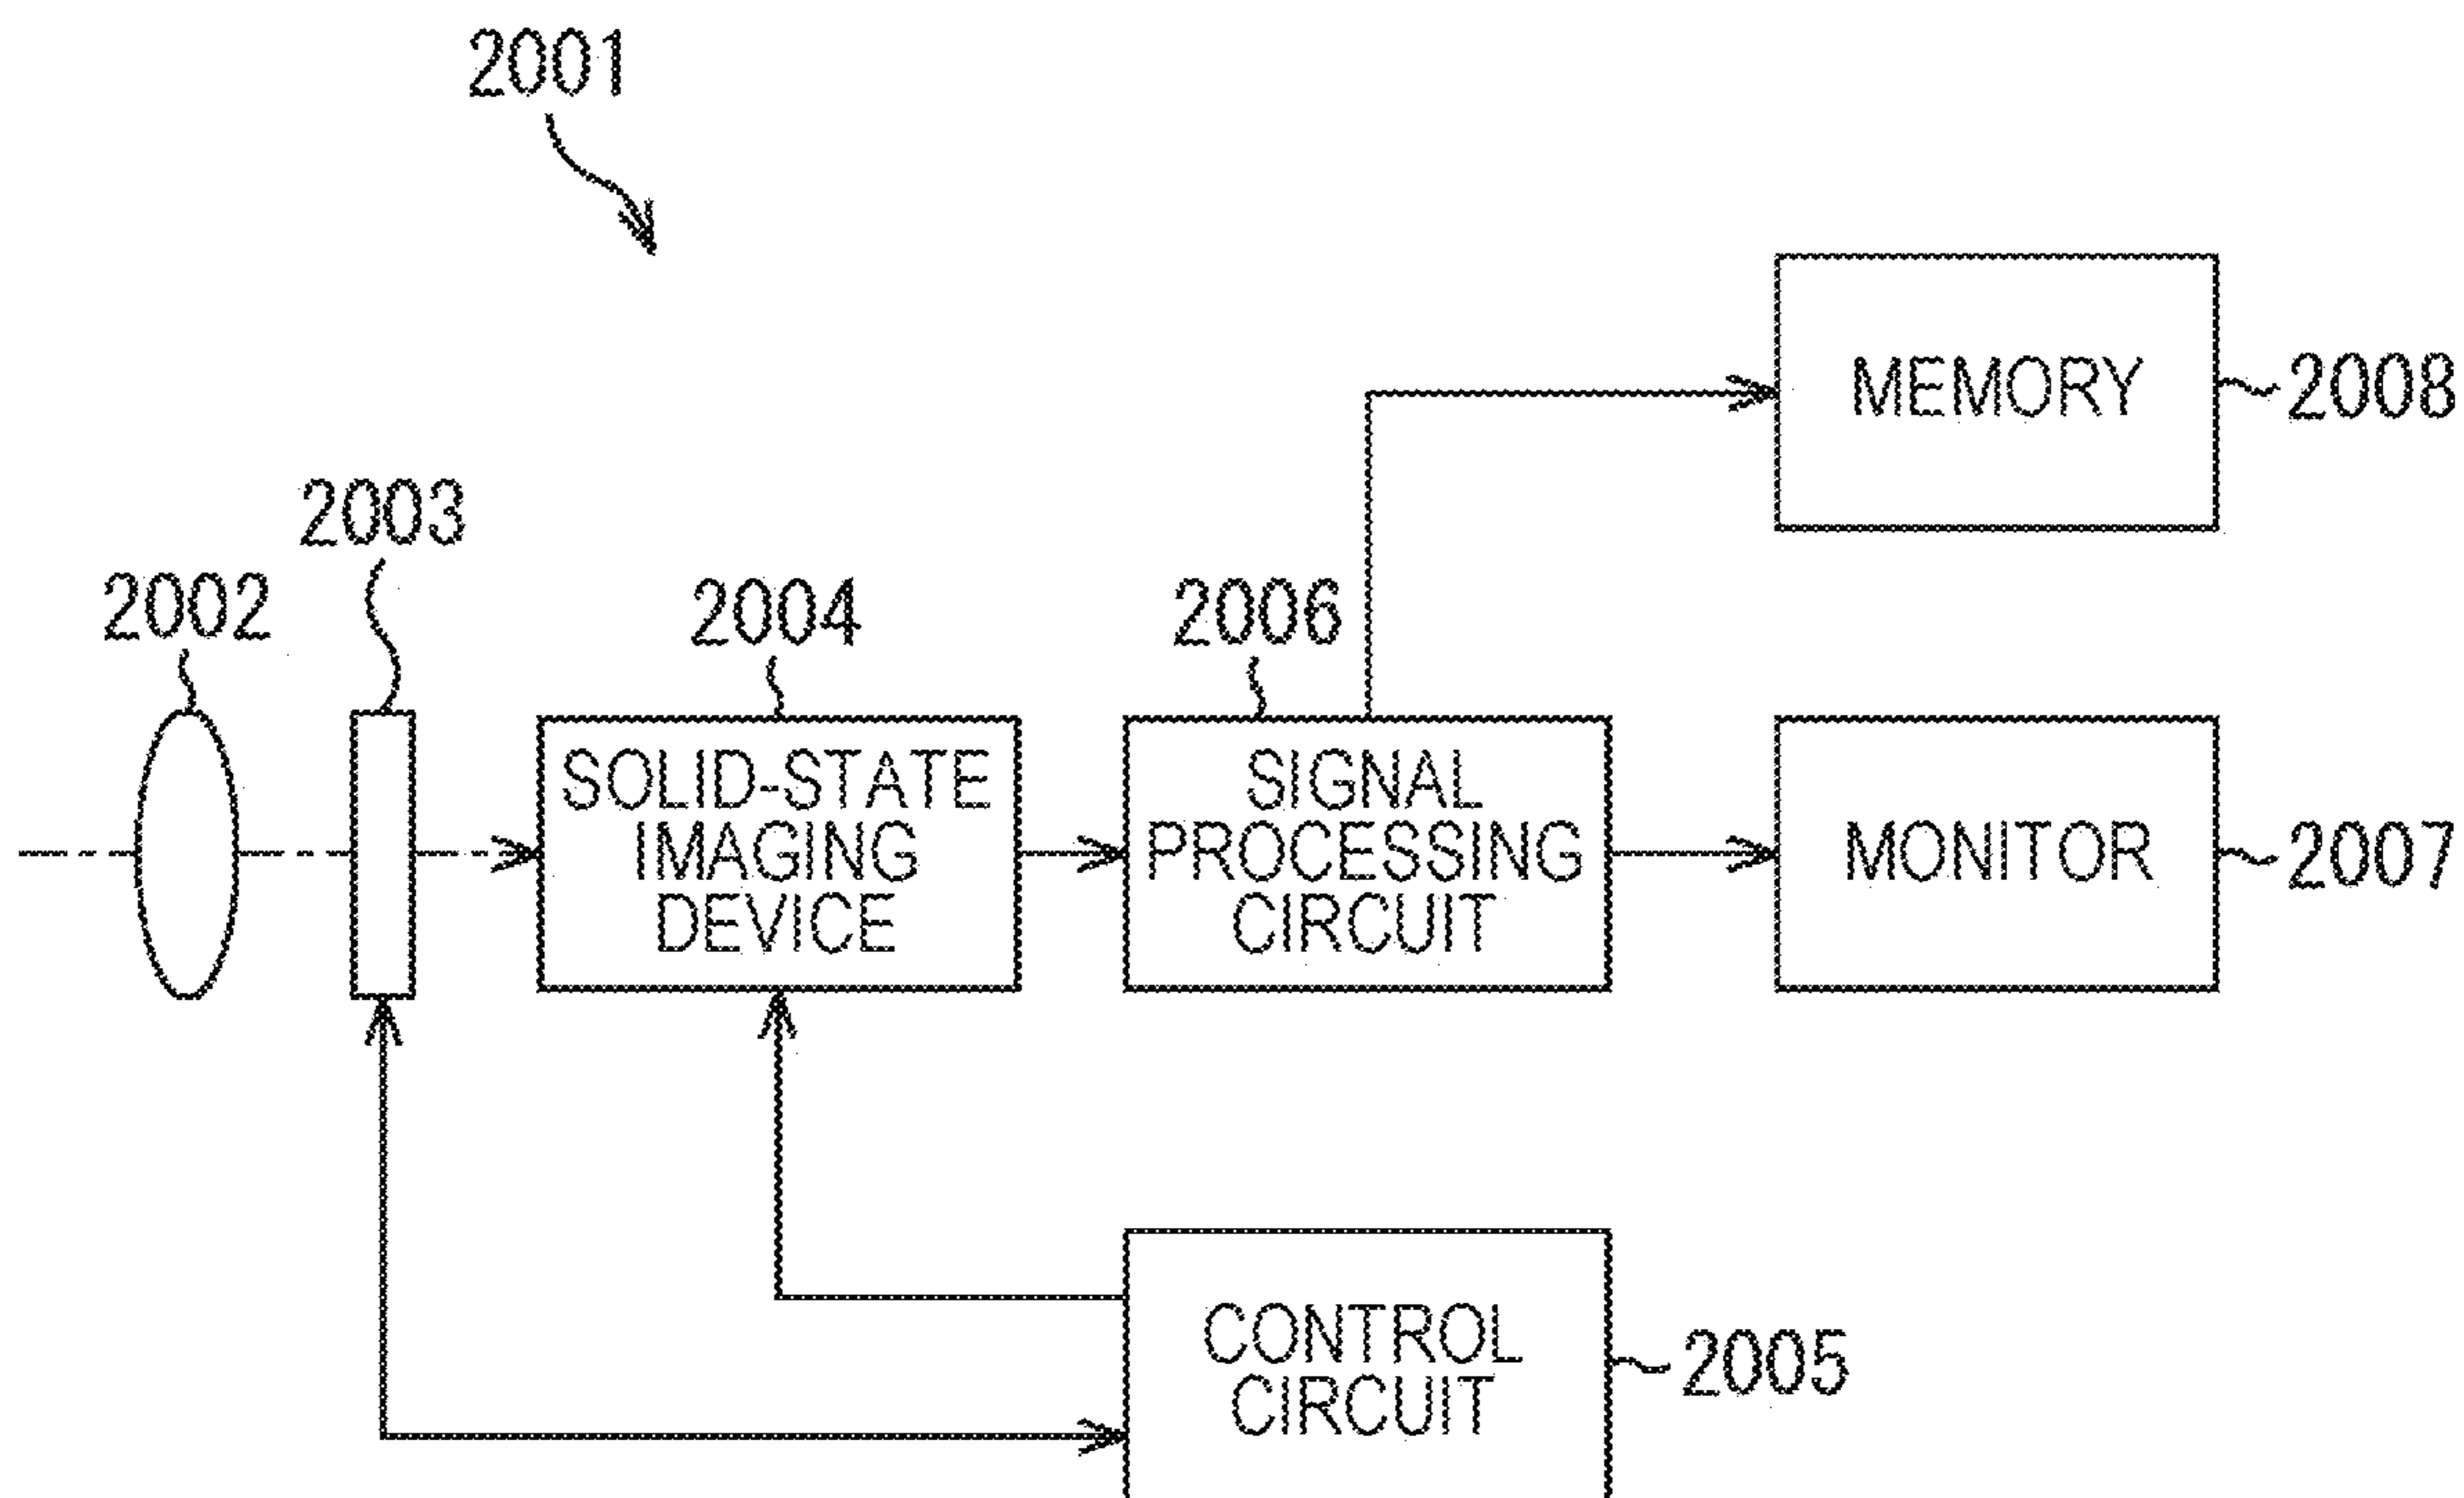 2001
MEMORY
2008
2003
2002
2004
2006
SOLID-STATE
IMAGING
DEVICE
SIGNAL
PROCESSING
CIRCUIT
MONITOR
2007
CONTROL
CIRCUIT
2005